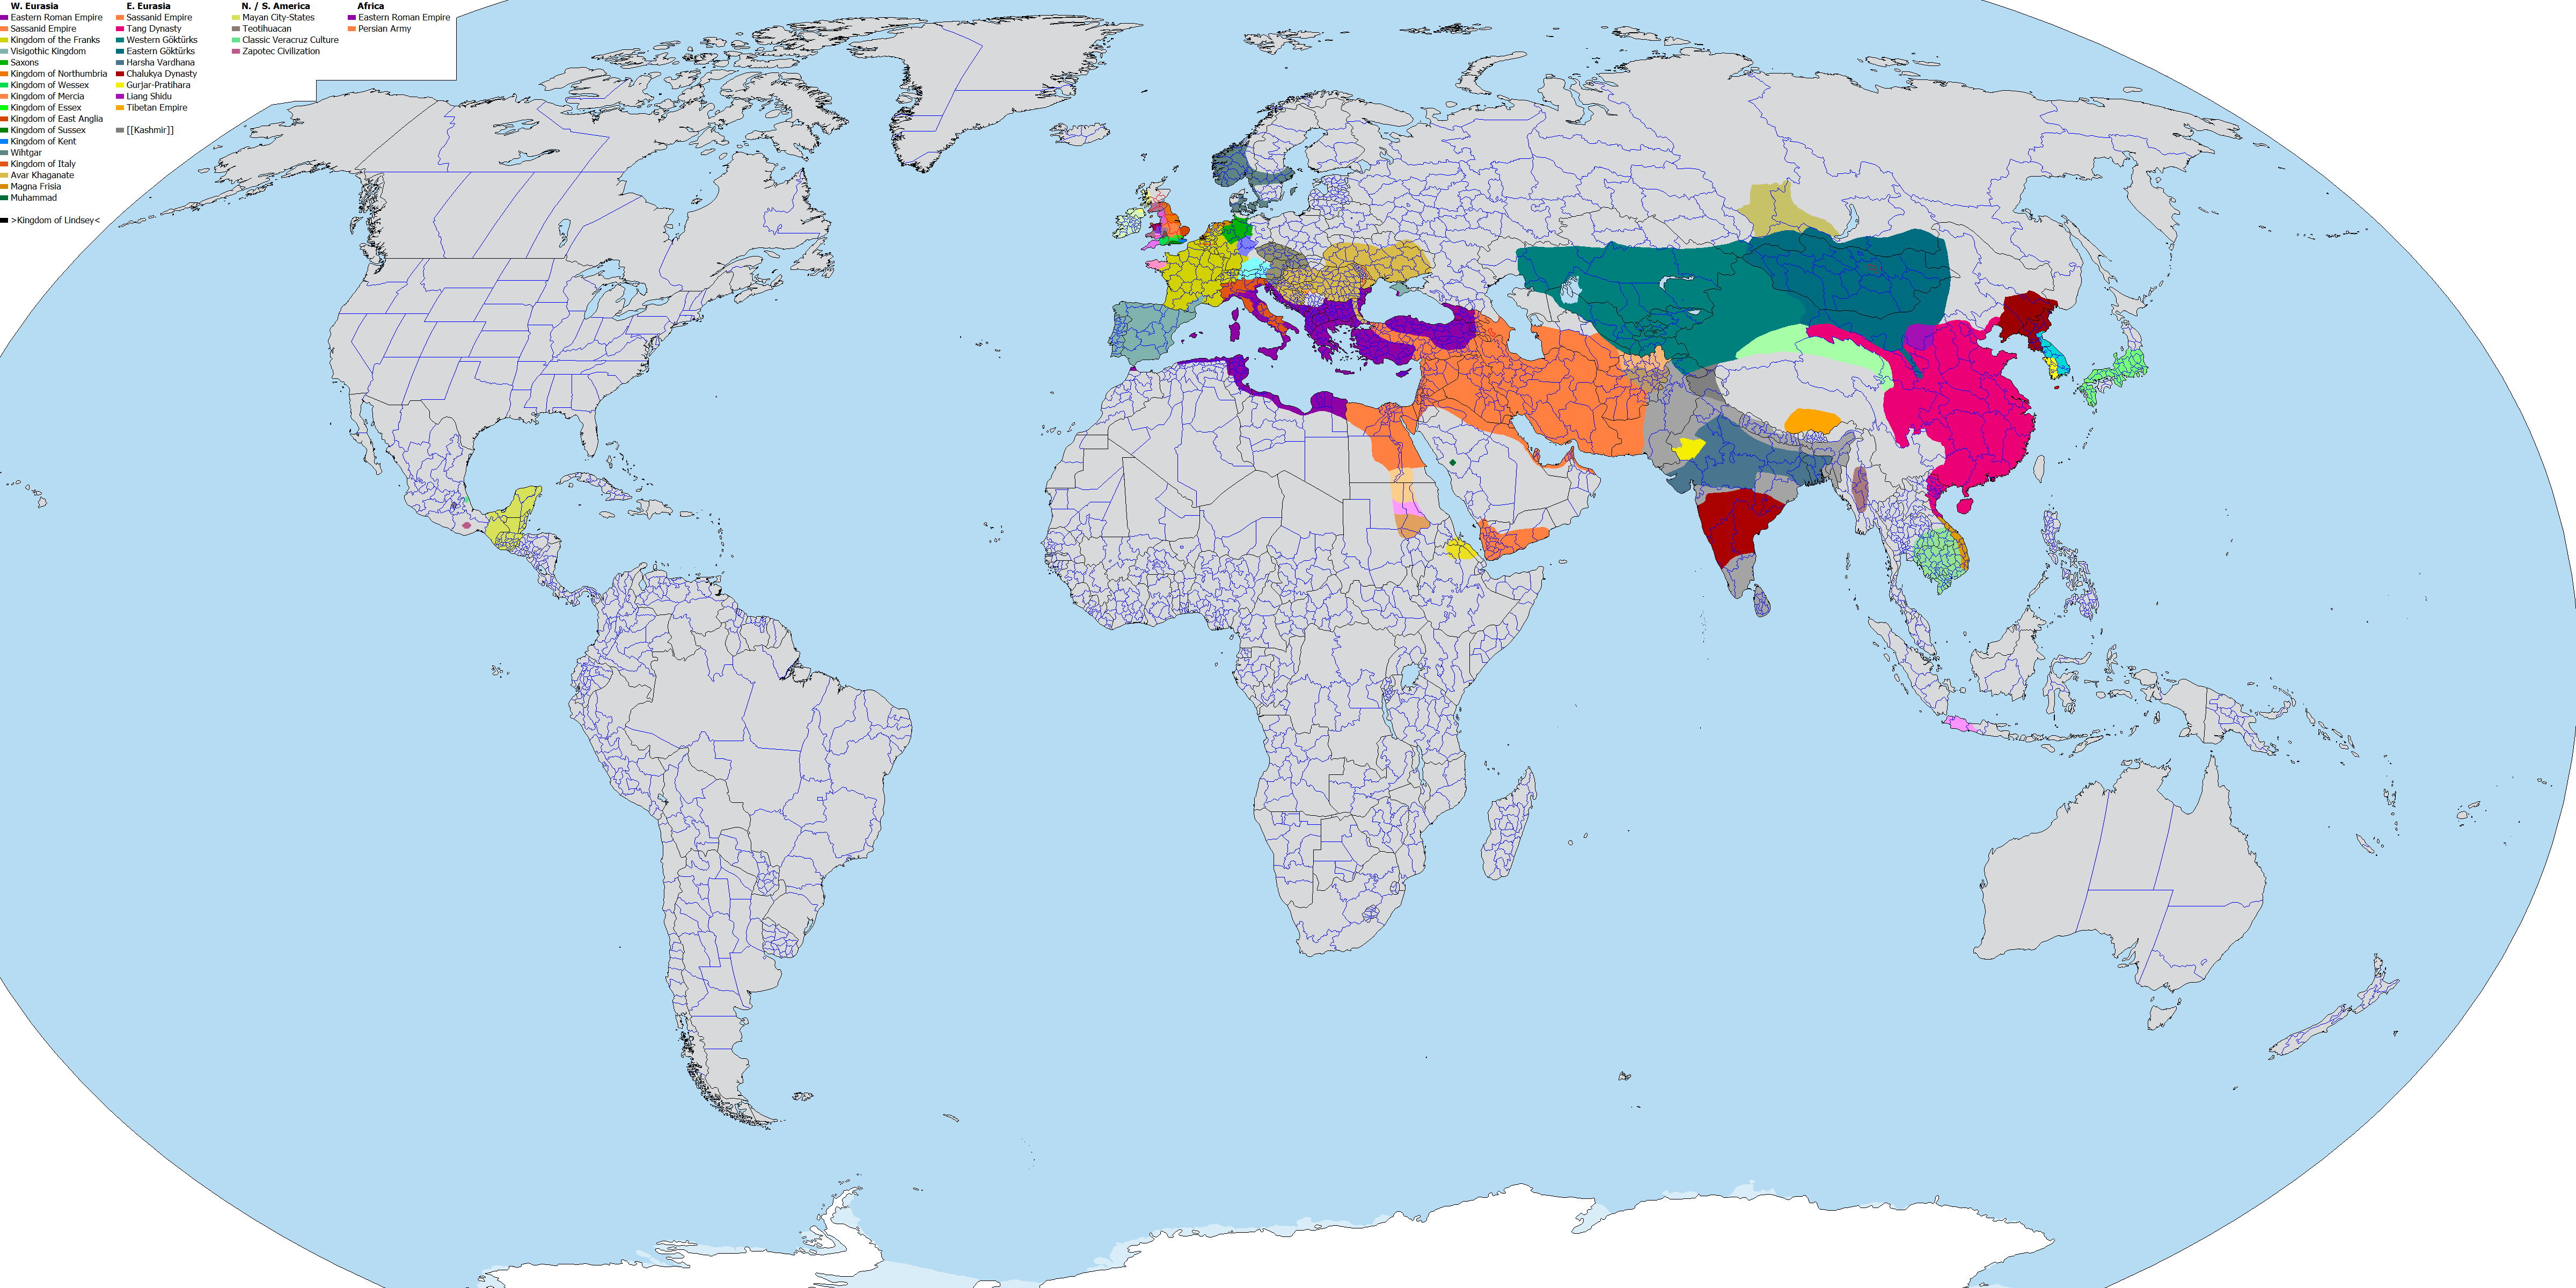 W. Eurasia
Eastern Roman Empire
Sassanid Empire
Kingdom of the Franks
Visigothic Kingdom
Saxons
Kingdom of Northumbria
Kingdom of Wessex
Kingdom of Mercia
Kingdom of Essex
Kingdom of East Anglia
Kingdom of Sussex
Kingdom of Kent
Wihtgar
Kingdom of Italy
Avar Khaganate
Magna Frisia
Muhammad
>Kingdom of Lindsey<
E. Eurasia
Sassanid Empire
Tang Dynasty
Western Göktürks
Eastern Göktürks
Harsha Vardhana
Chalukya Dynasty
Gurjar-Pratihara
Liang Shidu
Tibetan Empire
[[Kashmir]]
N. / S. America
Mayan City-States
Teotihuacan
Classic Veracruz Culture
Zapotec Civilization
Africa
Eastern Roman Empire
Persian Army